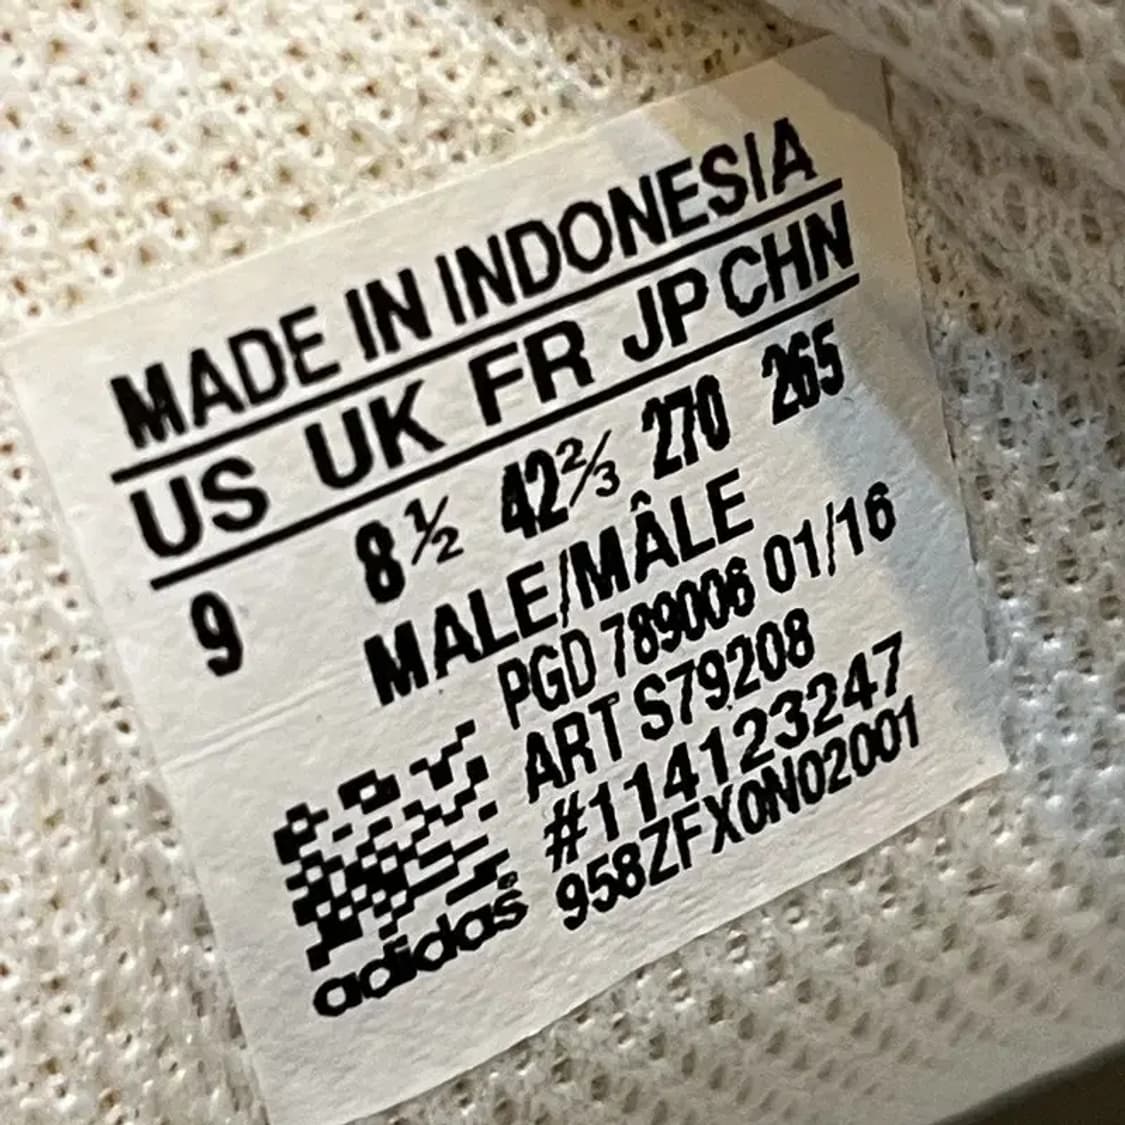 MADE IN INDONESIA
US UK FR JP CHN
9 8½ 42⅔ 270 265
MALE/MÂLE
PGD 789006 01/16
ART S79208
#114123247
958ZFX0N02001
adidas